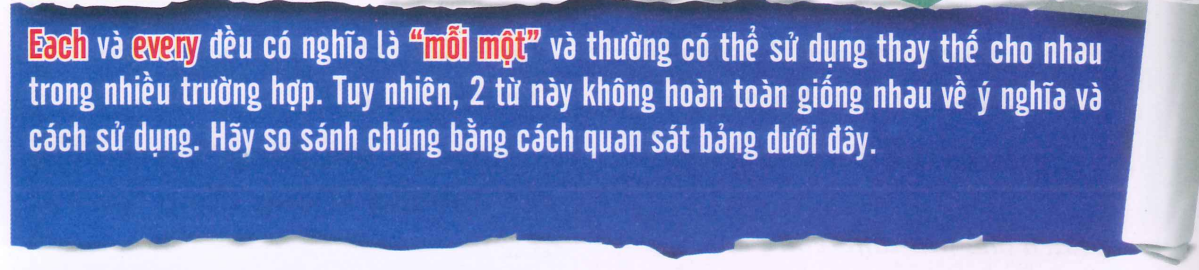 Each và every đều có nghĩa là “mỗi một” và thường có thể sử dụng thay thế cho nhau
trong nhiều trường hợp. Tuy nhiên, 2 từ này không hoàn toàn giống nhau về ý nghĩa và
cách sử dụng. Hãy so sánh chúng bằng cách quan sát bảng dưới đây.